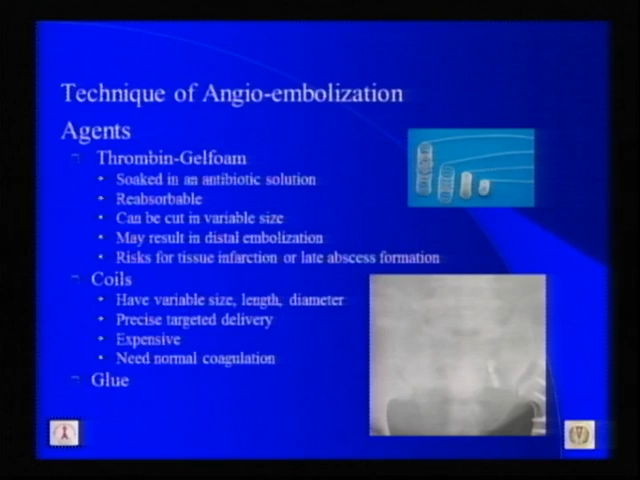 Technique of Angio-embolization
Agents
Thrombin-Gelfoam
Soaked in an antibiotic solution
Reabsorbable
Can be cut in variable size
May result in distal embolization
Risks for tissue infarction or late abscess formation
Coils
Have variable size, length, diameter
Precise targeted delivery
Expensive
Need normal coagulation
Glue